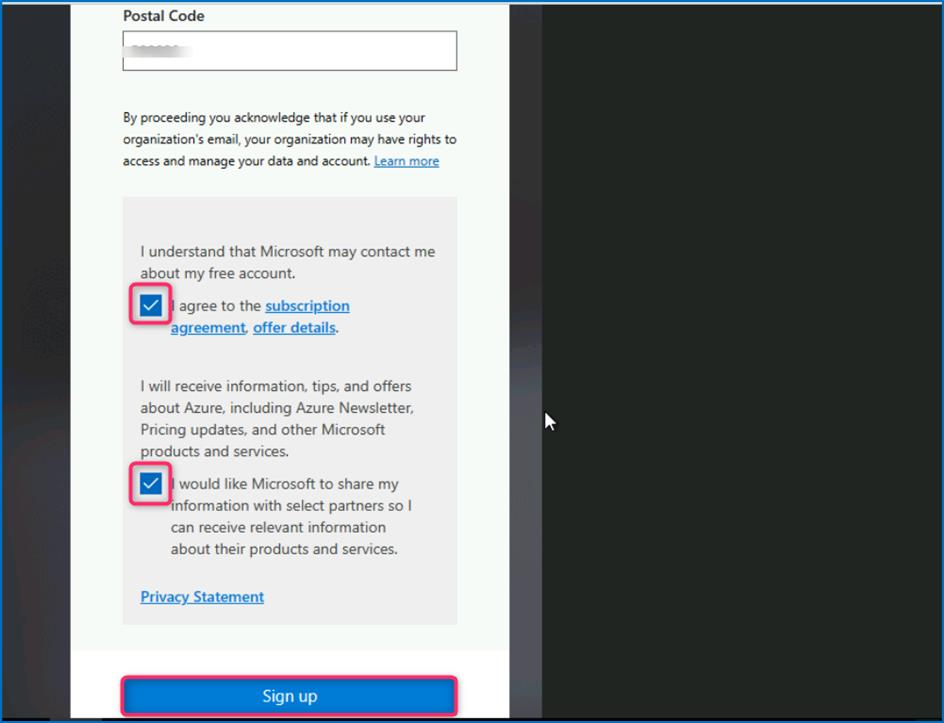 Postal Code
By proceeding you acknowledge that if you use your
organization's email, your organization may have rights to
access and manage your data and account. Learn more
I understand that Microsoft may contact me
about my free account.
I agree to the subscription
agreement, offer details.
I will receive information, tips, and offers
about Azure, including Azure Newsletter,
Pricing updates, and other Microsoft
products and services.
I would like Microsoft to share my
information with select partners so I
can receive relevant information
about their products and services.
Privacy Statement
Sign up